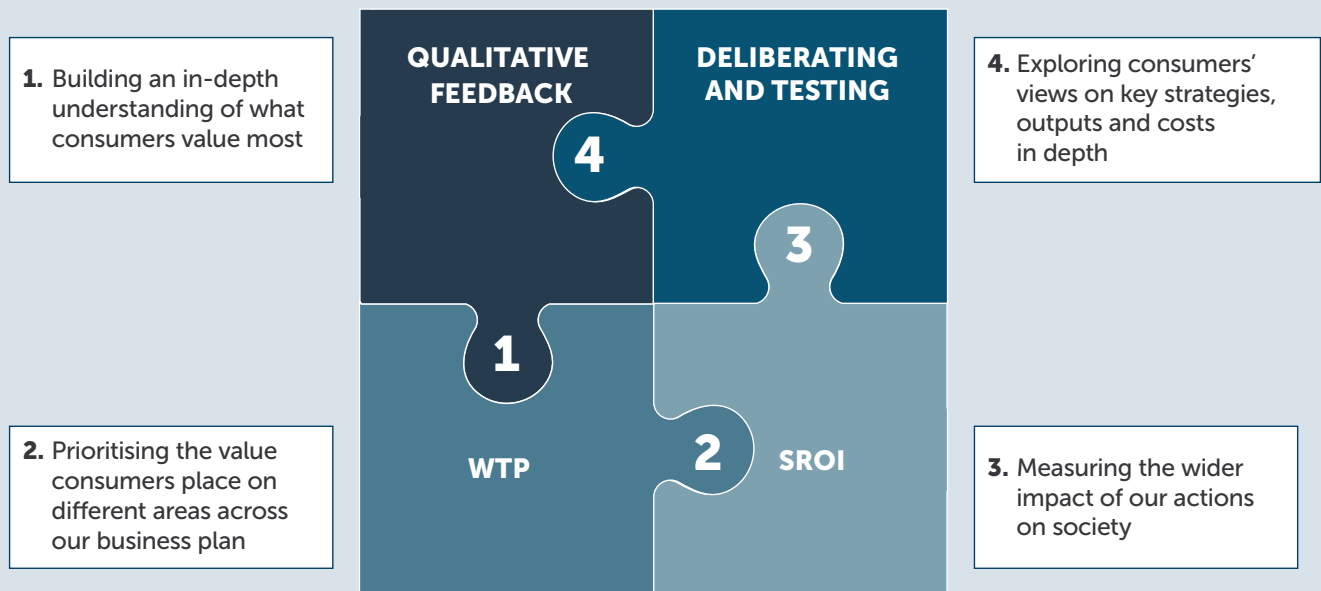 1. Building an in-depth
understanding of what
consumers value most
QUALITATIVE
FEEDBACK
DELIBERATING
AND TESTING
4. Exploring consumers’
views on key strategies,
outputs and costs
in depth
4
3
1
2. Prioritising the value
consumers place on
different areas across
our business plan
WTP
2
SROI
3. Measuring the wider
impact of our actions
on society